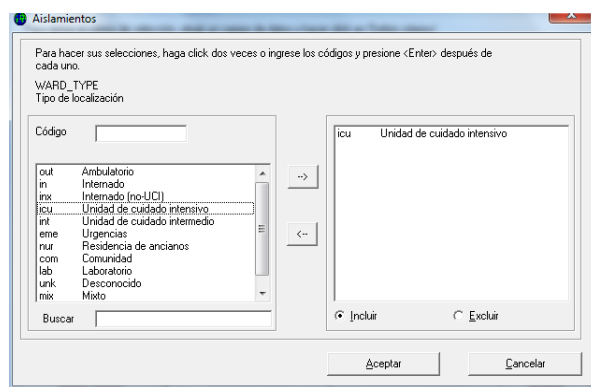 Aislamientos
Para hacer sus selecciones, haga click dos veces o ingrese los códigos y presione <Enter> después de
cada uno.
WARD_TYPE
Tipo de localización
Código
out Ambulatorio
in Internado
inx Internado (no-UCI)
icu Unidad de cuidado intensivo
int Unidad de cuidado intermedio
eme Urgencias
nur Residencia de ancianos
com Comunidad
lab Laboratorio
unk Desconocido
mix Mixto
Buscar
-->
<--
icu Unidad de cuidado intensivo
Incluir Excluir
Aceptar Cancelar